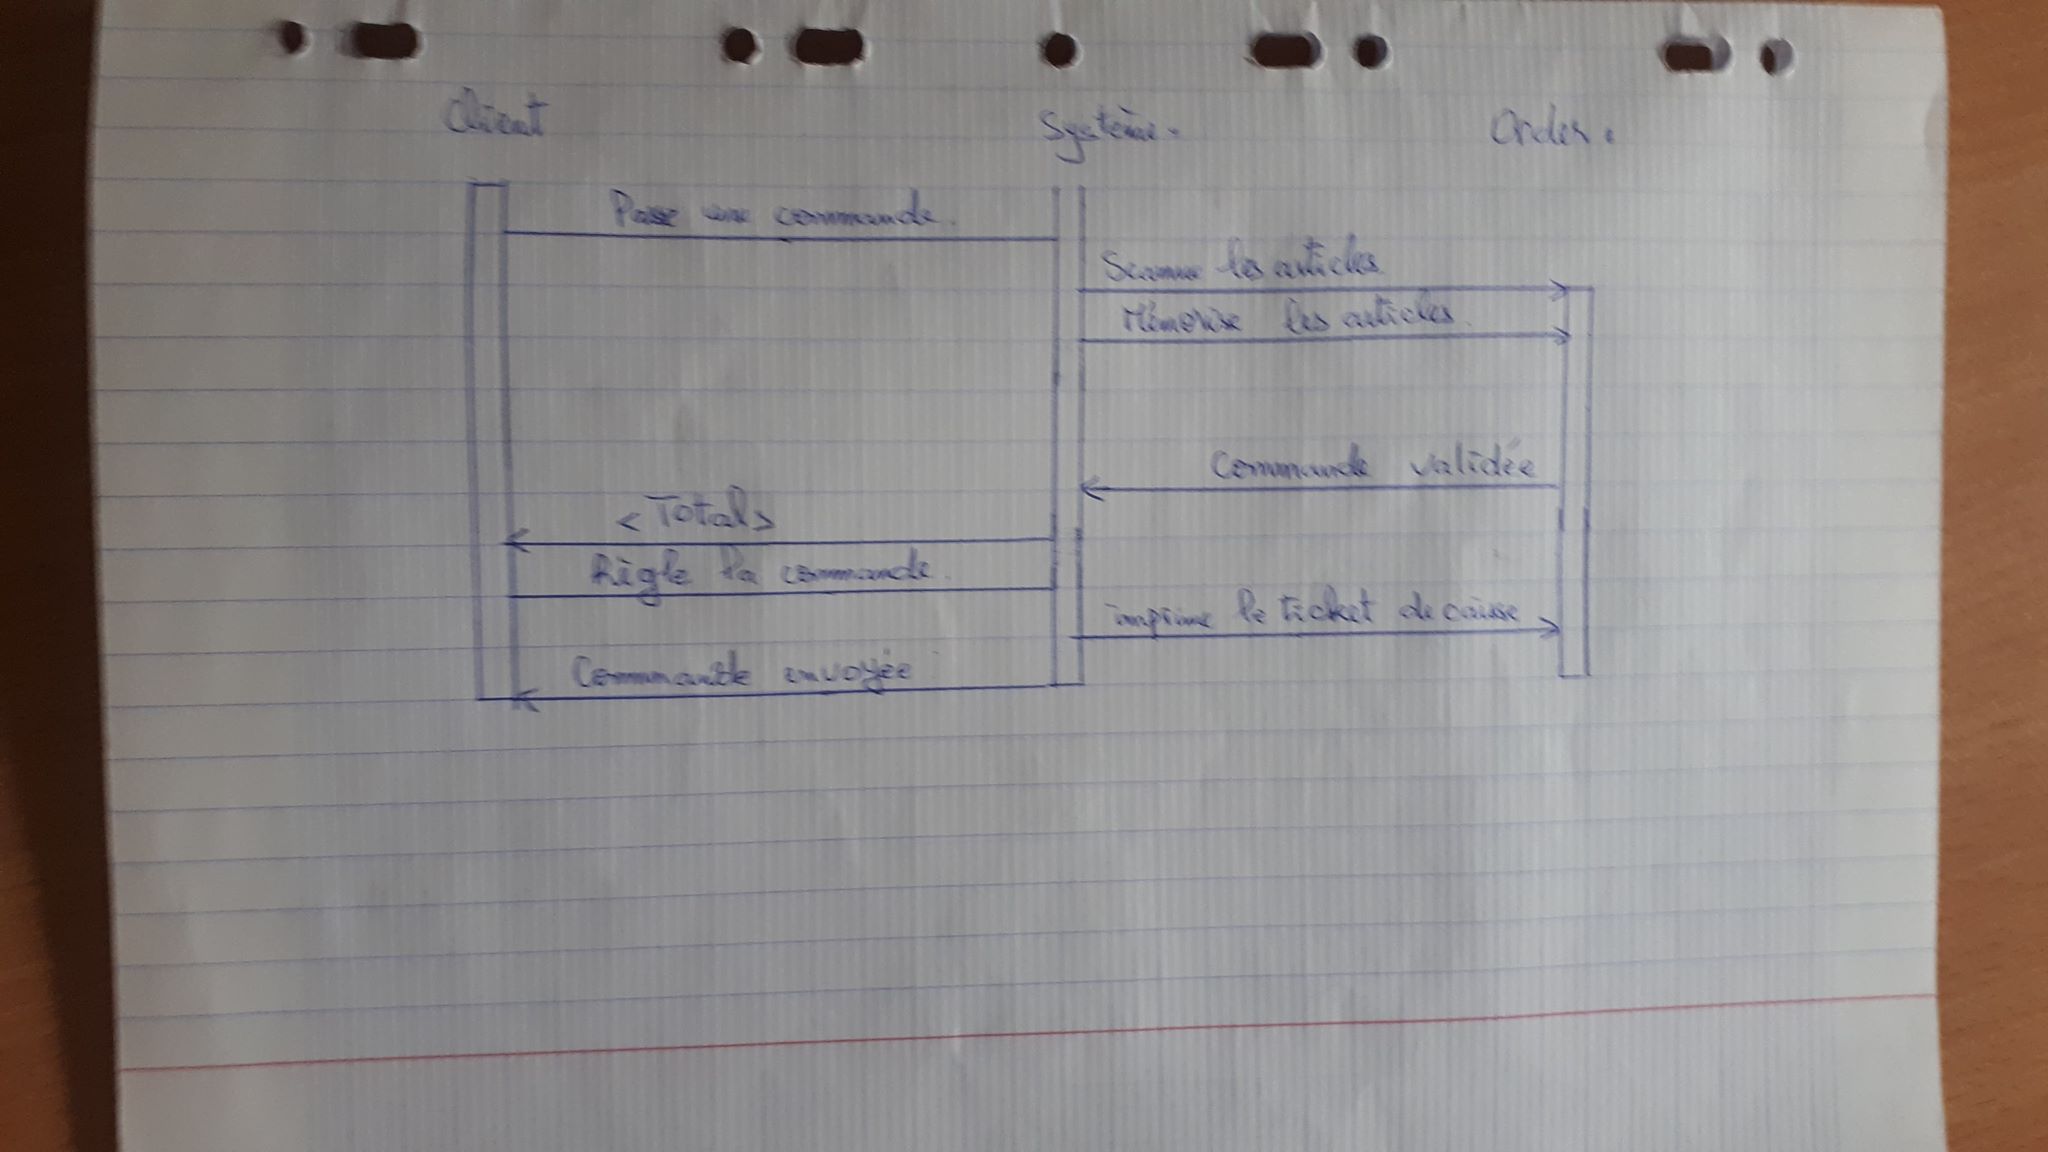 Client
Système.
Order.
Passe une commande.
Scanne les articles
Mémorise les articles.
Commande validée
<Total>
Règle la commande.
imprime le ticket de caisse
Commande envoyée